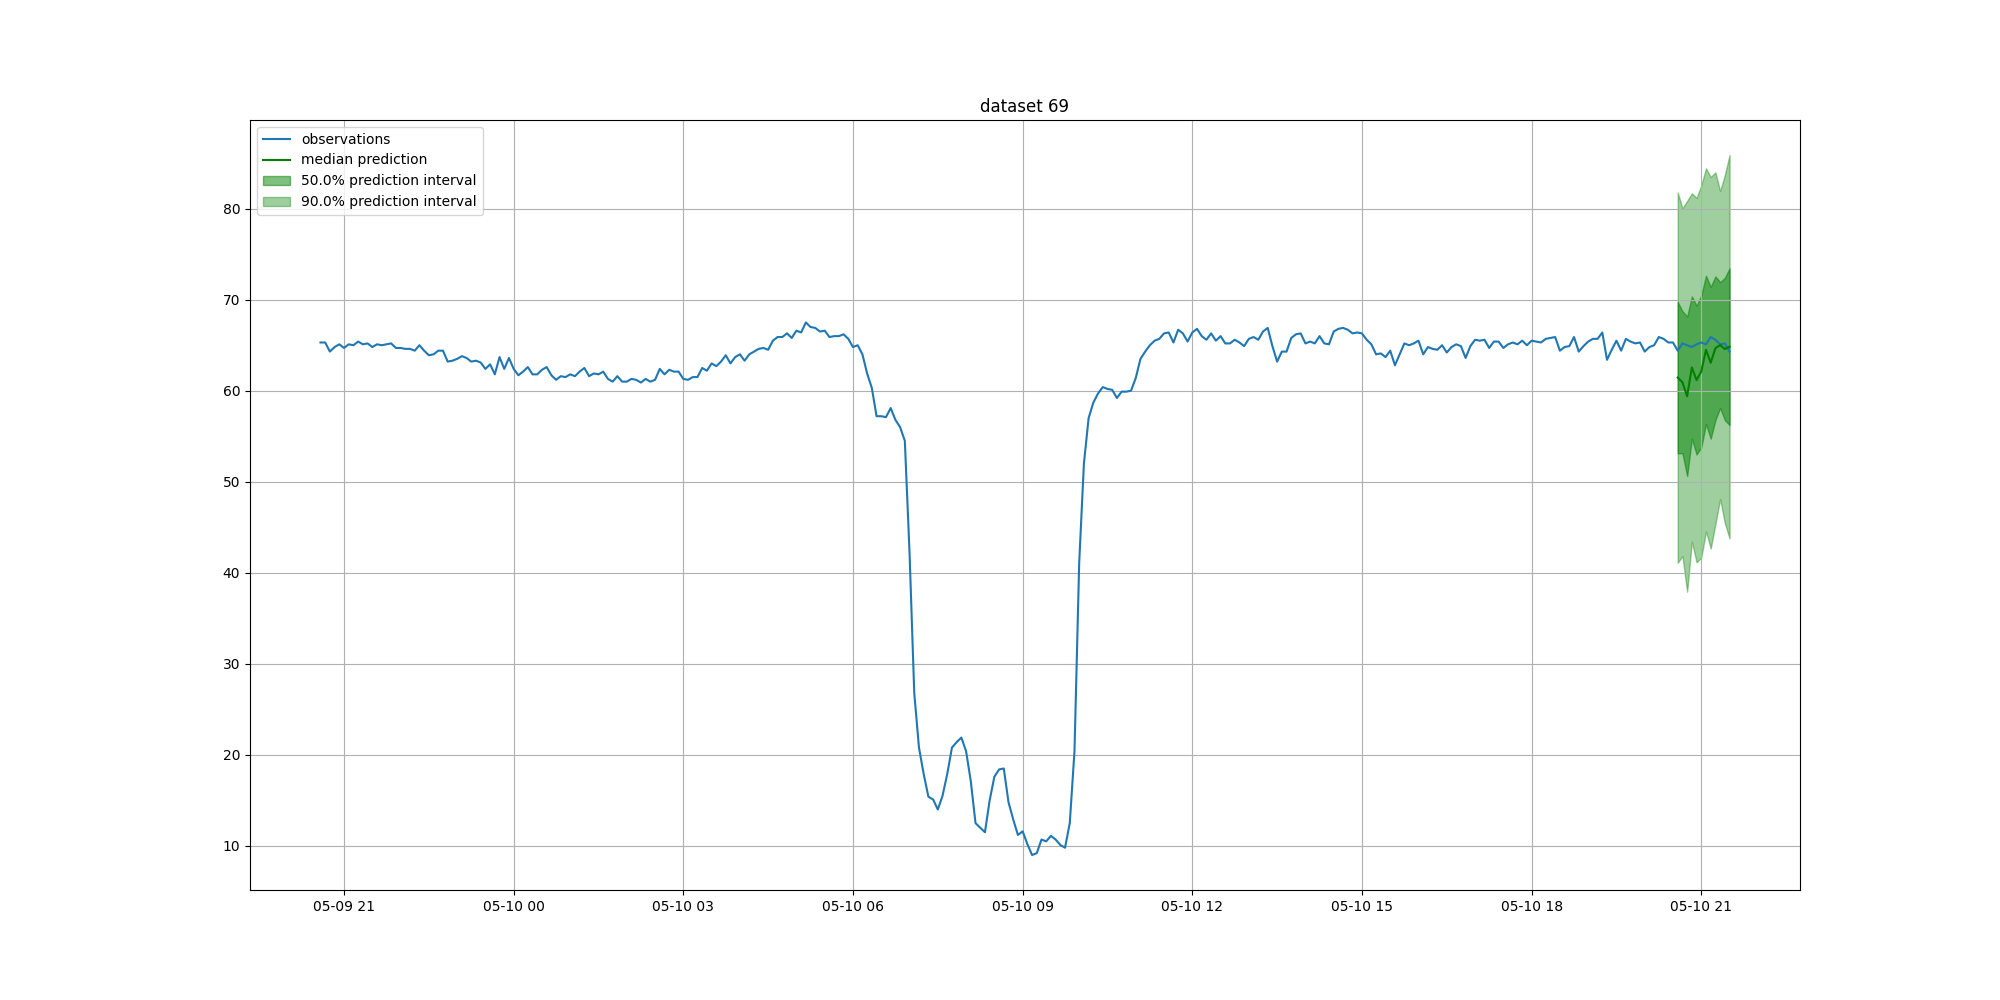 dataset 69
observations
median prediction
50.0% prediction interval
90.0% prediction interval
80
70
60
50
40
30
20
10
05-09 21 05-10 00 05-10 03 05-10 06 05-10 09 05-10 12 05-10 15 05-10 18 05-10 21